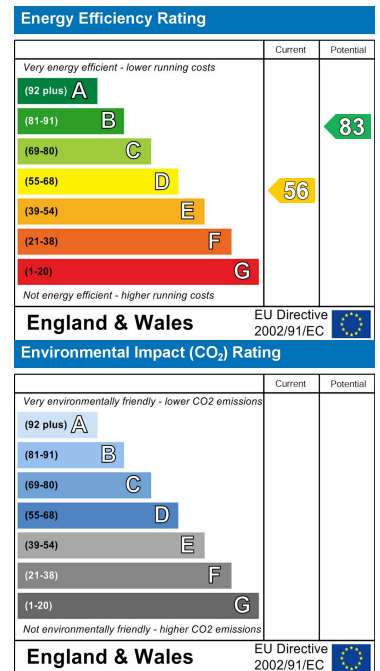 Energy Efficiency Rating
Current Potential
Very energy efficient - lower running costs
(92 plus) A
(81-91) B
83
(69-80) C
(55-68) D
56
(39-54) E
(21-38) F
(1-20) G
Not energy efficient - higher running costs
England & Wales
EU Directive
2002/91/EC
Environmental Impact (CO₂) Rating
Current Potential
Very environmentally friendly - lower CO2 emissions
(92 plus) A
(81-91) B
(69-80) C
(55-68) D
(39-54) E
(21-38) F
(1-20) G
Not environmentally friendly - higher CO2 emissions
England & Wales
EU Directive
2002/91/EC